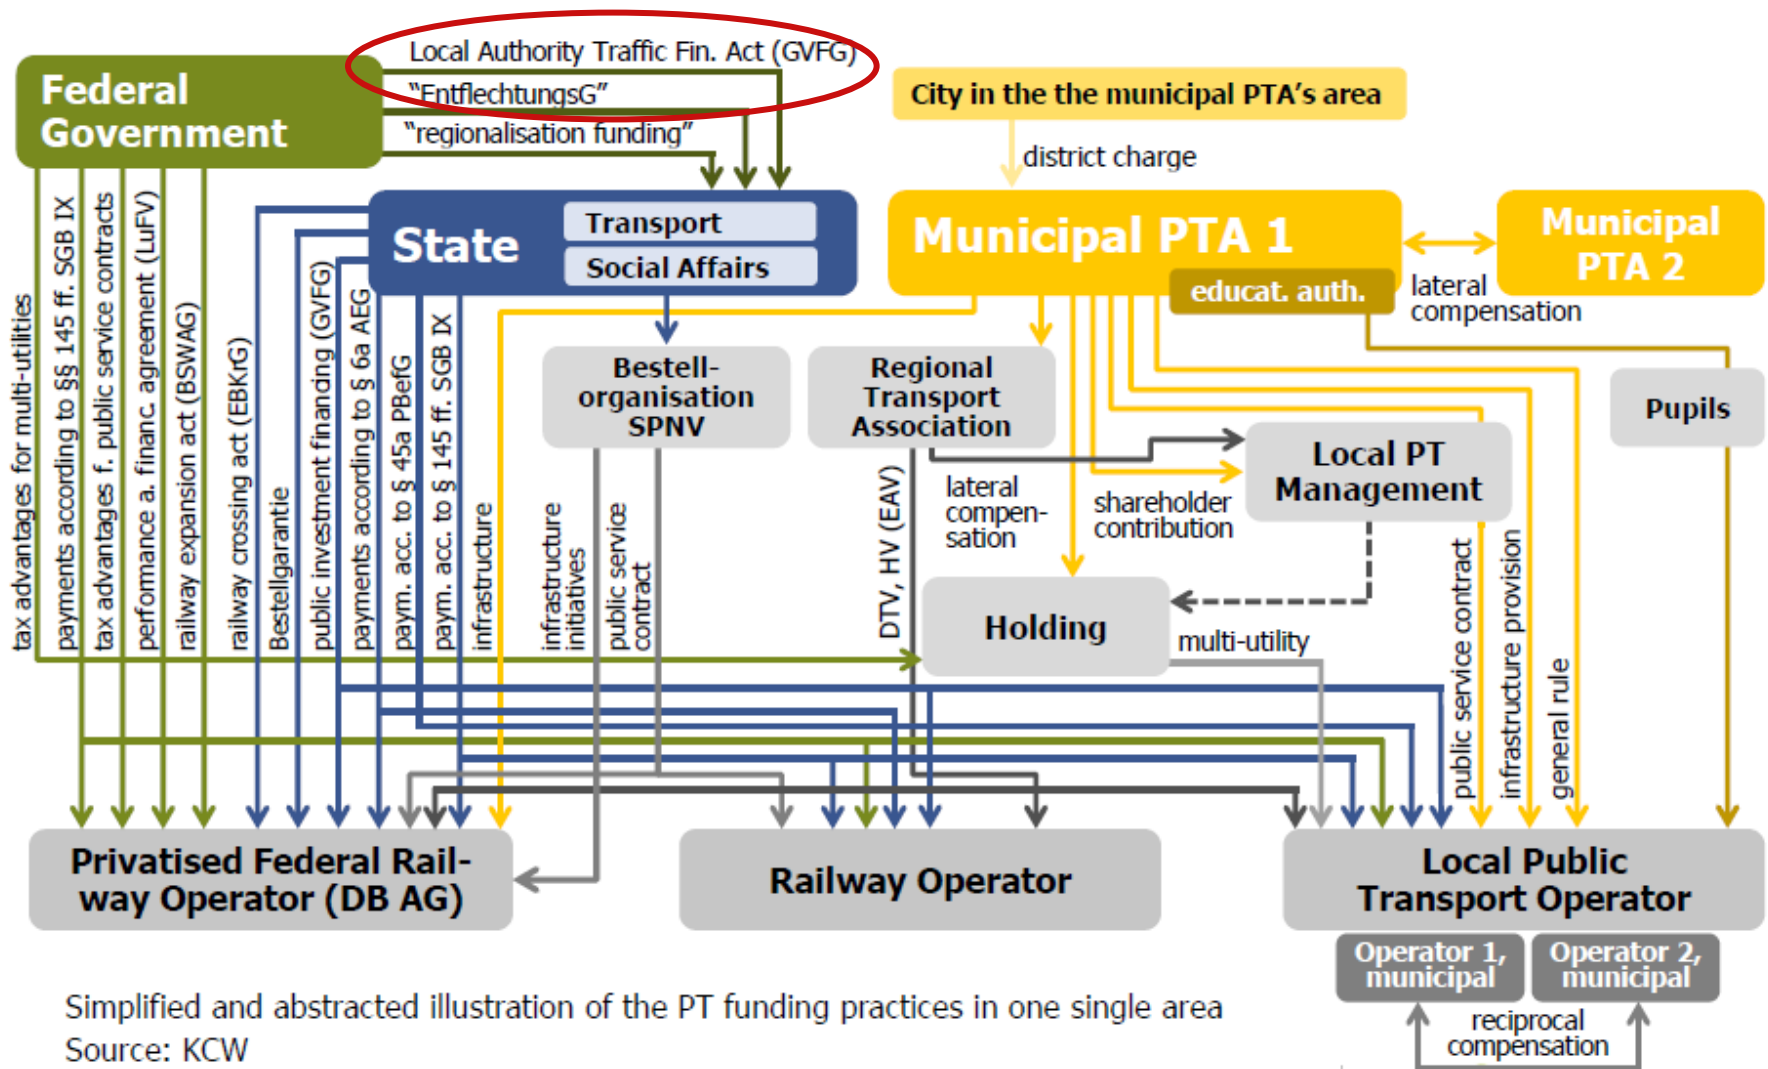 Local Authority Traffic Fin. Act (GVFG)
"EntflechtungsG"
"regionalisation funding"
Federal
Government
City in the the municipal PTA's area
district charge
State
Transport
Social Affairs
Municipal PTA 1
educat. auth.
Municipal
PTA 2
lateral
compensation
tax advantages for multi-utilities
payments according to §§ 145 ff. SGB IX
tax advantages f. public service contracts
performance a. financ. agreement (LuFV)
railway expansion act (BSWAG)
railway crossing act (EBKrG)
Bestellgarantie
public investment financing (GVFG)
payments according to § 6a AEG
paym. acc. to § 45a PBefG
paym. acc. to § 145 ff. SGB IX
infrastructure
Bestell-
organisation
SPNV
Regional
Transport
Association
Pupils
Local PT
Management
infrastructure
initiatives
public service
contract
DTV, HV (EAV)
lateral
compen-
sation
shareholder
contribution
Holding
multi-utility
public service contract
infrastructure provision
general rule
Privatised Federal Rail-
way Operator (DB AG)
Railway Operator
Local Public
Transport Operator
Operator 1,
municipal
Operator 2,
municipal
reciprocal
compensation
Simplified and abstracted illustration of the PT funding practices in one single area
Source: KCW